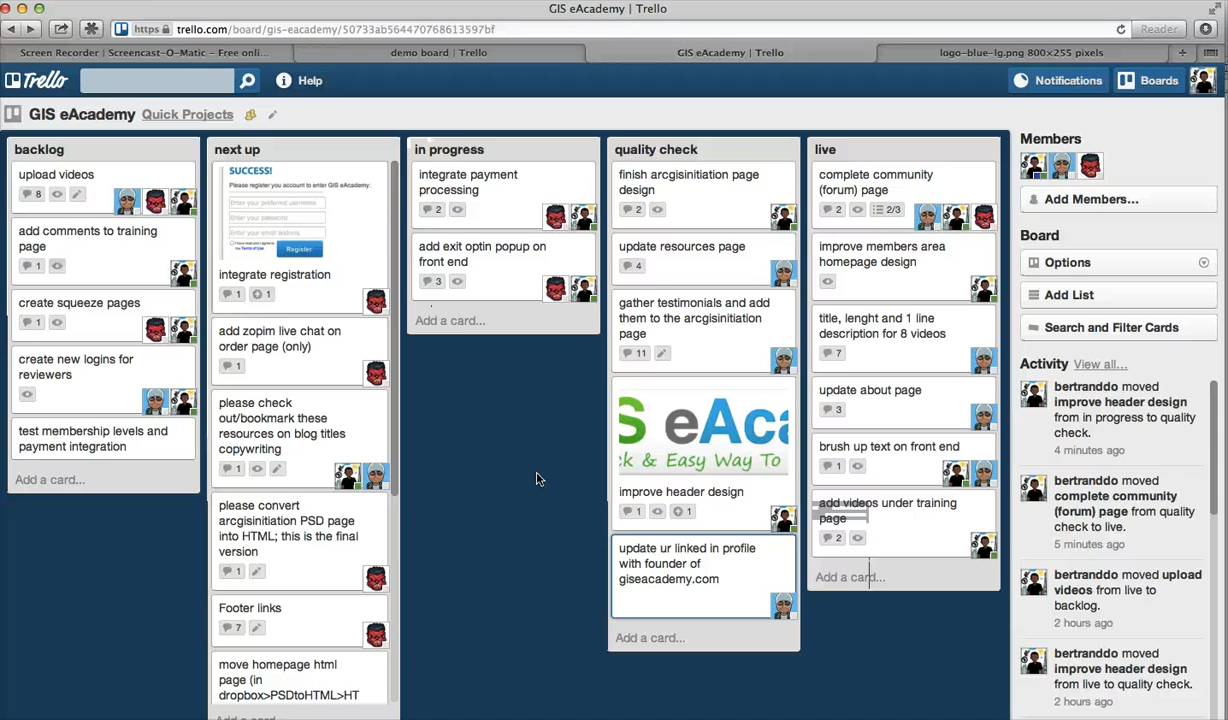 GIS eAcademy | Trello
https trello.com/board/gis-eacademy/50733ab564470768613597bf
Reader
Screen Recorder | Screencast-O-Matic - Free onli...
demo board | Trello
GIS eAcademy | Trello
logo-blue-lg.png 800×255 pixels
Trello
Help
Notifications
Boards
GIS eAcademy
Quick Projects
backlog
upload videos
8
add comments to training
page
1
create squeeze pages
1
create new logins for
reviewers
test membership levels and
payment integration
Add a card...
next up
SUCCESS!
Please register you account to enter GIS eAcademy:
Enter your preferred username.
Enter your password
Enter your email address.
Register
integrate registration
1
1
add zopim live chat on
order page (only)
1
please check
out/bookmark these
resources on blog titles
copywriting
1
please convert
arcgisinitiation PSD page
into HTML; this is the final
version
1
Footer links
7
move homepage html
page (in
dropbox>PSDtoHTML>HT
in progress
integrate payment
processing
2
add exit optin popup on
front end
3
Add a card...
quality check
finish arcgisinitiation page
design
2
update resources page
4
gather testimonials and add
them to the arcgisinitiation
page
11
S eAca
ck & Easy Way To
improve header design
1
1
update ur linked in profile
with founder of
giseacademy.com
Add a card...
live
complete community
(forum) page
2
2/3
improve members area
homepage design
title, lenght and 1 line
description for 8 videos
7
update about page
3
brush up text on front end
1
add videos under training
page
2
Add a card...
Members
Add Members...
Board
Options
Add List
Search and Filter Cards
Activity View all...
bertranddo moved
improve header design
from in progress to quality
check.
4 minutes ago
bertranddo moved
complete community
(forum) page from quality
check to live.
5 minutes ago
bertranddo moved upload
videos from live to
backlog.
2 hours ago
bertranddo moved
improve header design
from live to quality check.
2 hours ago